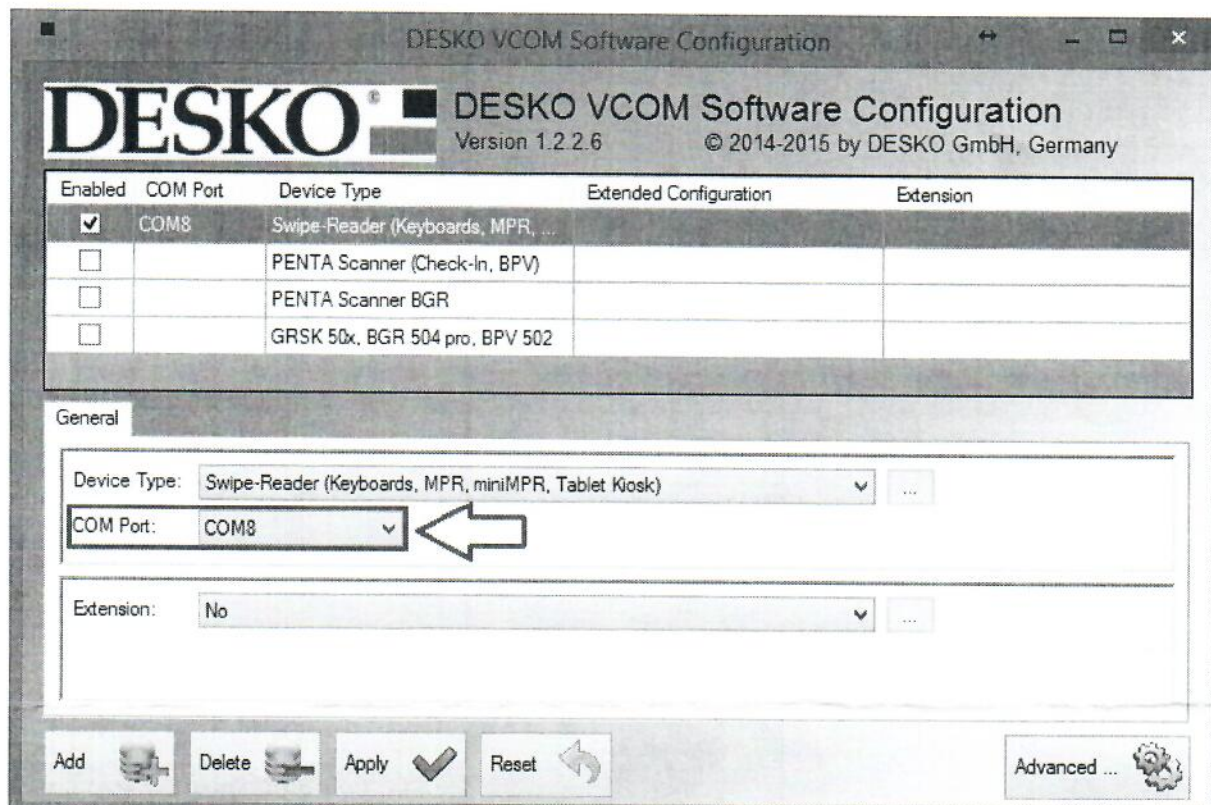 DESKO VCOM Software Configuration
DESKO® DESKO VCOM Software Configuration
Version 1.2.2.6 © 2014-2015 by DESKO GmbH, Germany
Enabled COM Port Device Type Extended Configuration Extension
COM8 Swipe-Reader (Keyboards, MPR, ...
PENTA Scanner (Check-In, BPV)
PENTA Scanner BGR
GRSK 50x, BGR 504 pro, BPV 502
General
Device Type: Swipe-Reader (Keyboards, MPR, miniMPR, Tablet Kiosk) ...
COM Port: COM8
Extension: No ...
Add Delete Apply Reset Advanced ...